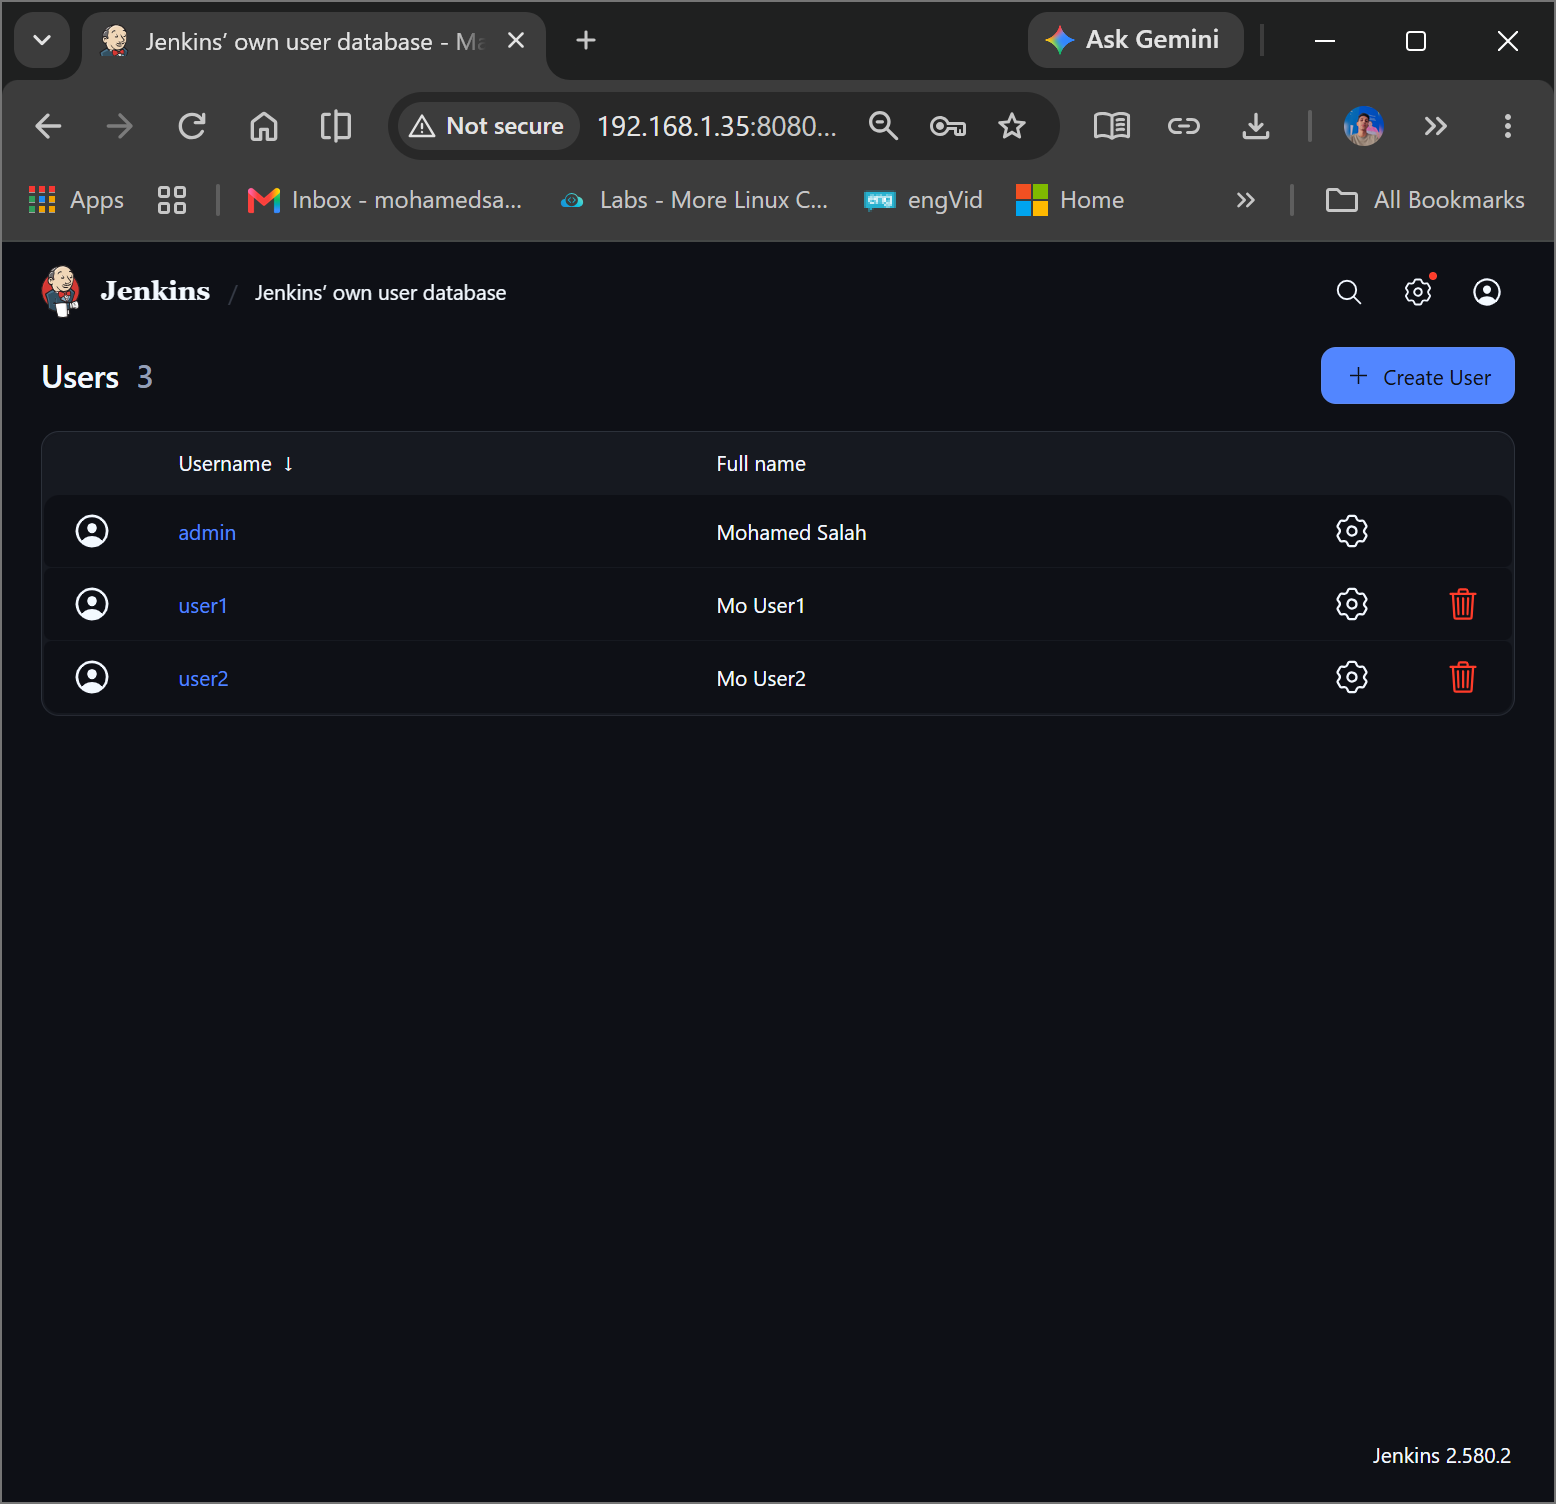 Jenkins’ own user database - Ma
Ask Gemini
Not secure 192.168.1.35:8080...
Apps Inbox - mohamedsa... Labs - More Linux C... eng engVid Home All Bookmarks
Jenkins / Jenkins’ own user database
Users 3
+ Create User
Username ↓ Full name
admin Mohamed Salah
user1 Mo User1
user2 Mo User2
Jenkins 2.580.2